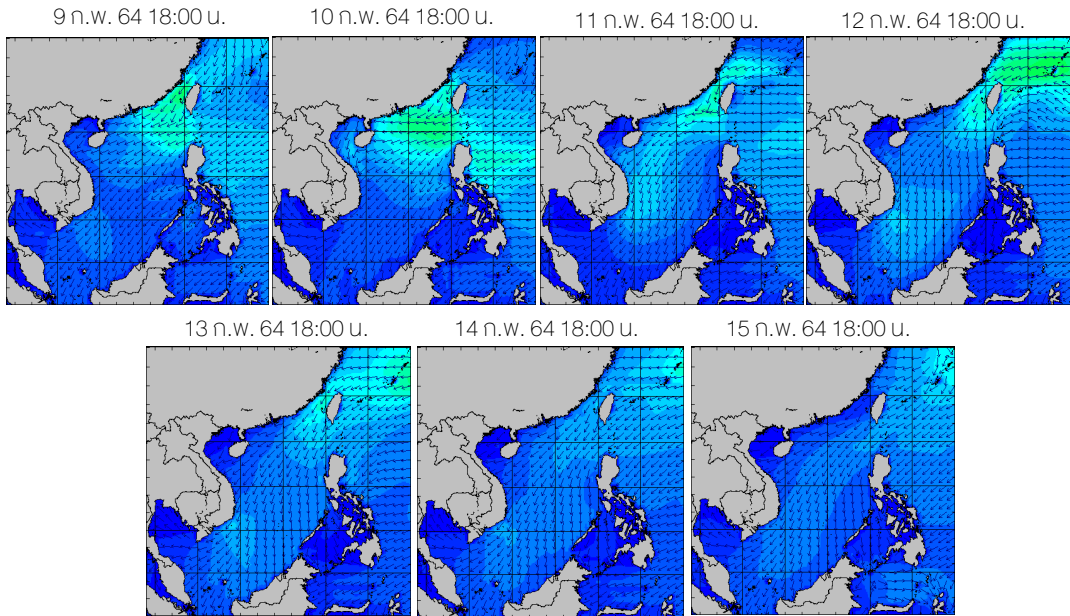 9 ก.พ. 64 18:00 น.
10 ก.พ. 64 18:00 น.
11 ก.พ. 64 18:00 น.
12 ก.พ. 64 18:00 น.
13 ก.พ. 64 18:00 น.
14 ก.พ. 64 18:00 น.
15 ก.พ. 64 18:00 น.